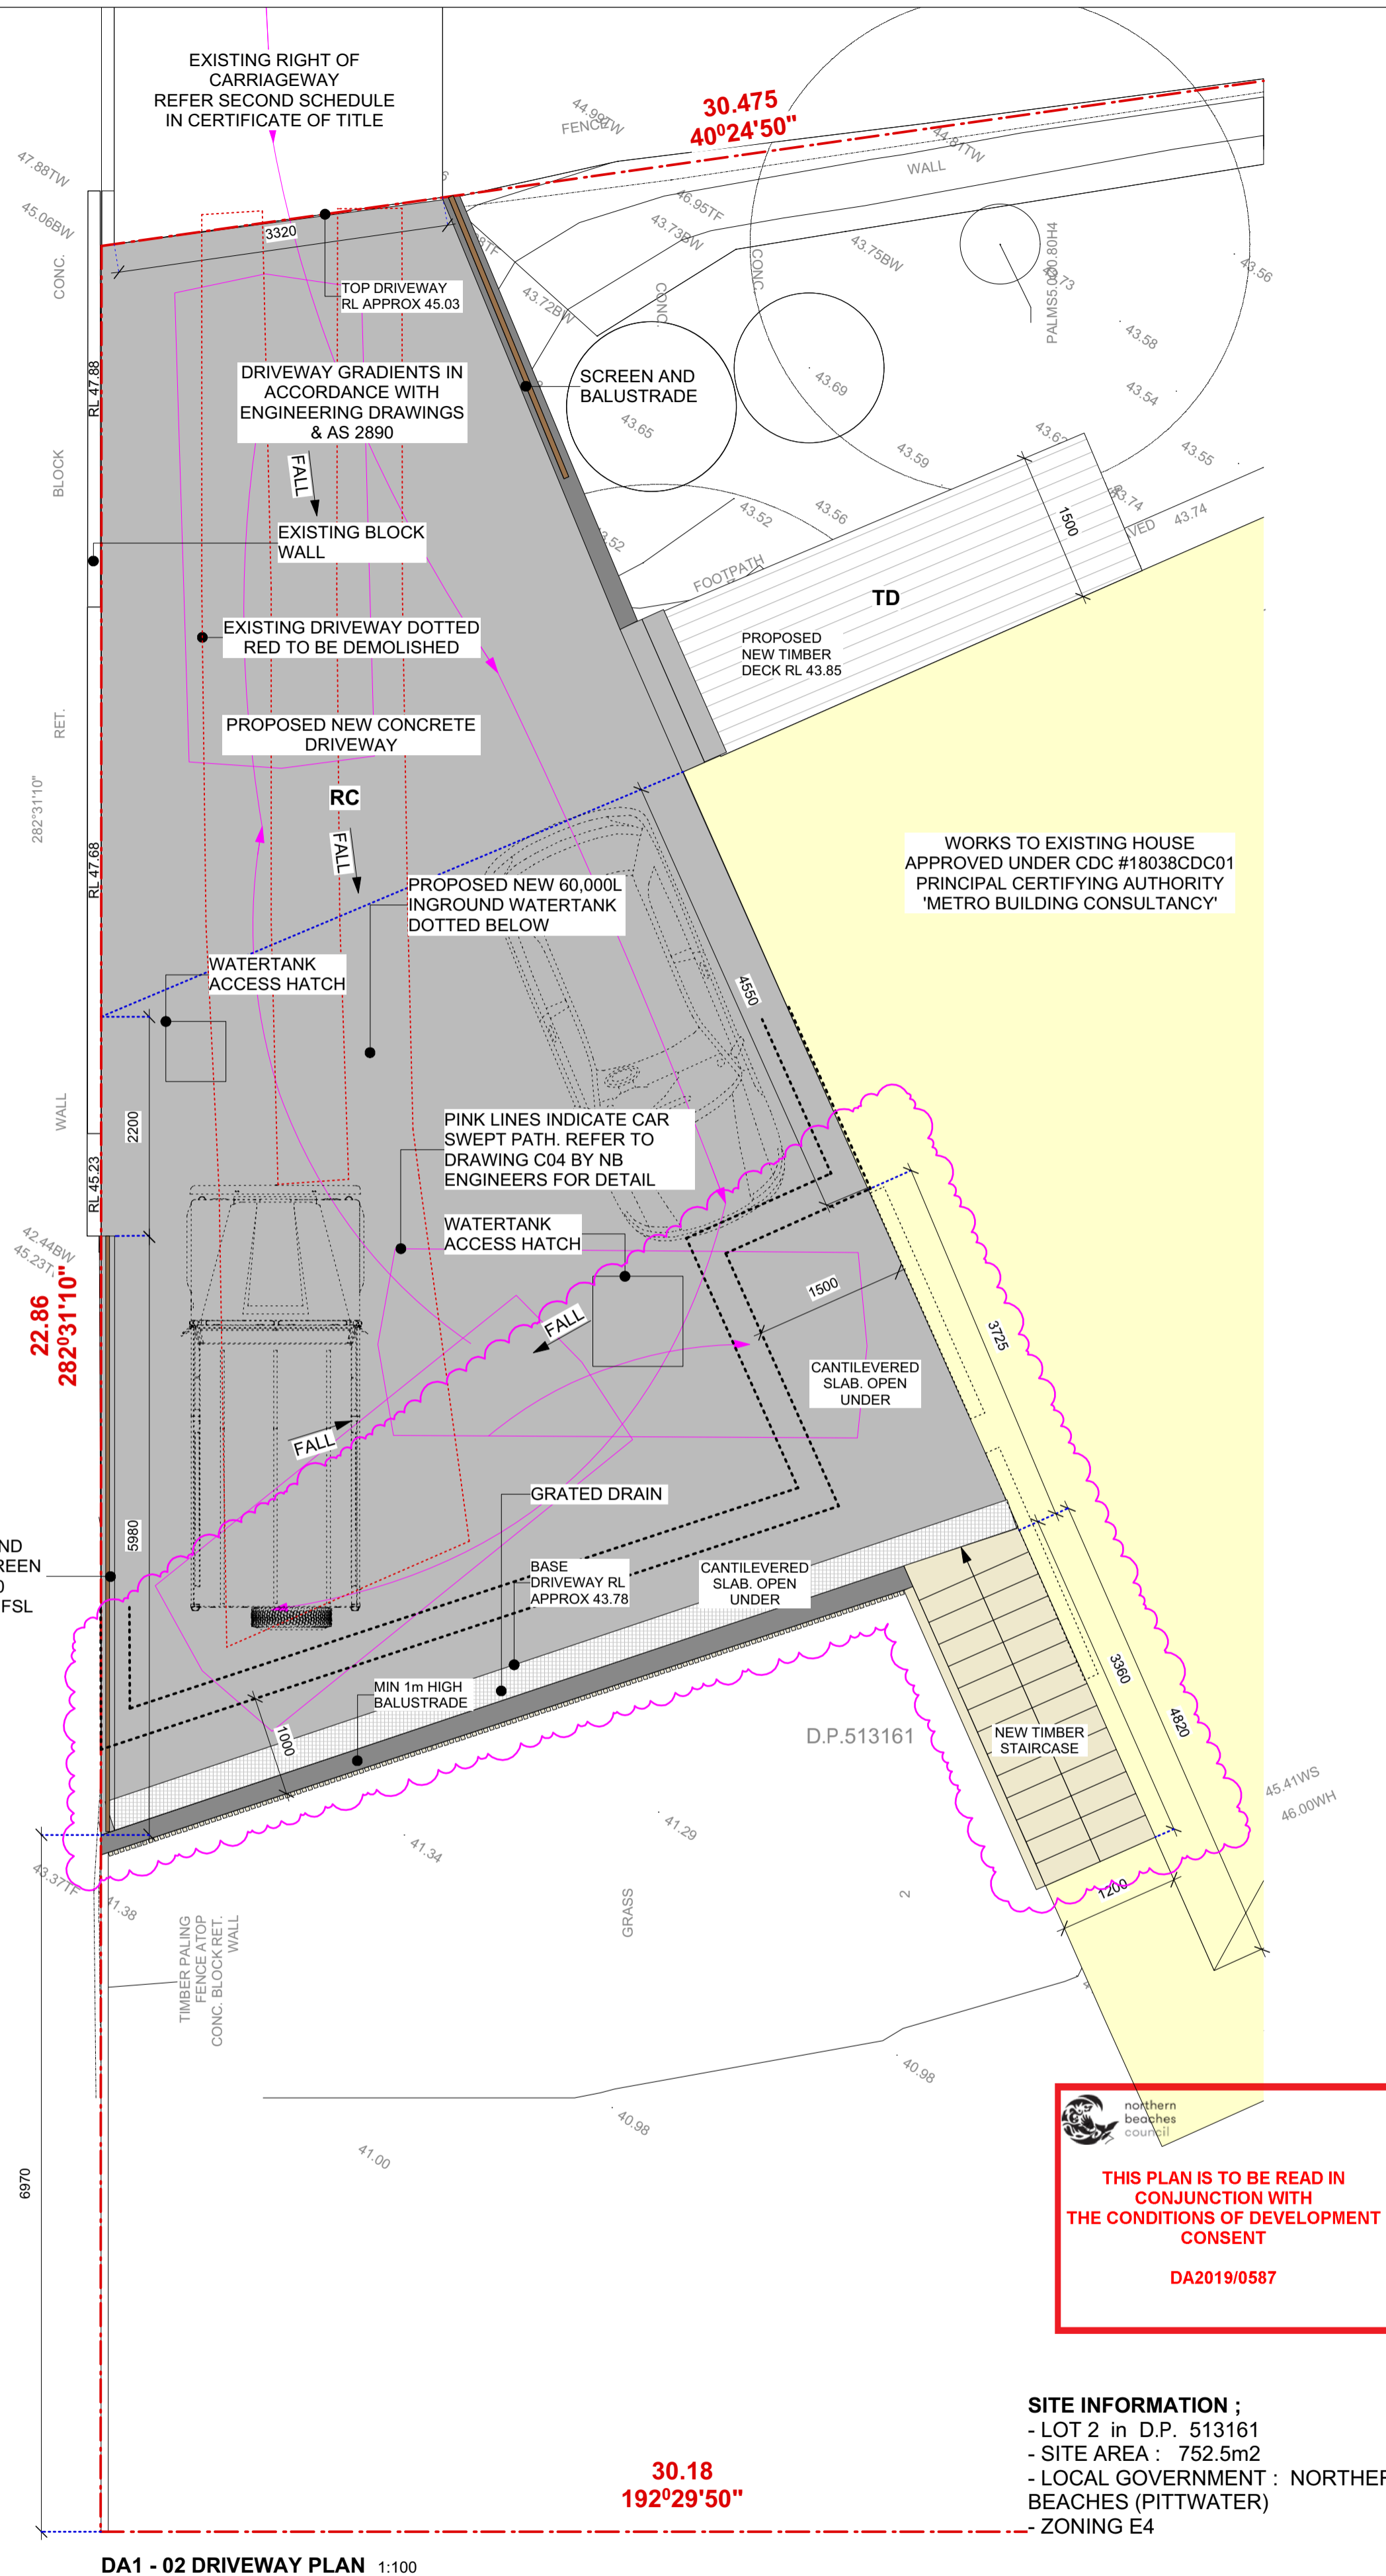 EXISTING RIGHT OF
CARRIAGEWAY
REFER SECOND SCHEDULE
IN CERTIFICATE OF TITLE
30.475
40⁰24'50"
44.99TW
FENCE
44.81TW
WALL
47.88TW
45.06BW
CONC.
3320
46.95TF
43.73BW
43.75BW
CONC.
CONC.
PALMS5.0Ø0.80H4
43.73
43.56
43.72BW
43.58
TOP DRIVEWAY
RL APPROX 45.03
RL 47.88
DRIVEWAY GRADIENTS IN
ACCORDANCE WITH
ENGINEERING DRAWINGS
& AS 2890
SCREEN AND
BALUSTRADE
43.69
43.54
43.65
43.55
43.59
BLOCK
FALL
43.52
43.56
1500
43.74
43.74
EXISTING BLOCK
WALL
FOOTPATH
TD
EXISTING DRIVEWAY DOTTED
RED TO BE DEMOLISHED
PROPOSED
NEW TIMBER
DECK RL 43.85
RET.
PROPOSED NEW CONCRETE
DRIVEWAY
282°31'10"
RC
RL 47.68
FALL
WORKS TO EXISTING HOUSE
APPROVED UNDER CDC #18038CDC01
PRINCIPAL CERTIFYING AUTHORITY
'METRO BUILDING CONSULTANCY'
PROPOSED NEW 60,000L
INGROUND WATERTANK
DOTTED BELOW
WATERTANK
ACCESS HATCH
4550
WALL
2200
PINK LINES INDICATE CAR
SWEPT PATH. REFER TO
DRAWING C04 BY NB
ENGINEERS FOR DETAIL
RL 45.23
WATERTANK
ACCESS HATCH
42.44BW
22.86
282⁰31'10"
1500
FALL
3725
CANTILEVERED
SLAB. OPEN
UNDER
FALL
GRATED DRAIN
5980
REEN
FSL
BASE
DRIVEWAY RL
APPROX 43.78
CANTILEVERED
SLAB. OPEN
UNDER
MIN 1m HIGH
BALUSTRADE
1000
3360
4820
D.P.513161
NEW TIMBER
STAIRCASE
45.41WS
46.00WH
41.29
41.34
43.37TF
41.38
1200
TIMBER PALING
FENCE ATOP
CONC. BLOCK RET.
WALL
GRASS
2
40.98
40.98
41.00
6970
northern
beaches
council
THIS PLAN IS TO BE READ IN
CONJUNCTION WITH
THE CONDITIONS OF DEVELOPMENT
CONSENT
DA2019/0587
SITE INFORMATION ;
- LOT 2 in D.P. 513161
- SITE AREA : 752.5m2
- LOCAL GOVERNMENT : NORTHER
BEACHES (PITTWATER)
- ZONING E4
30.18
192⁰29'50"
DA1 - 02 DRIVEWAY PLAN 1:100